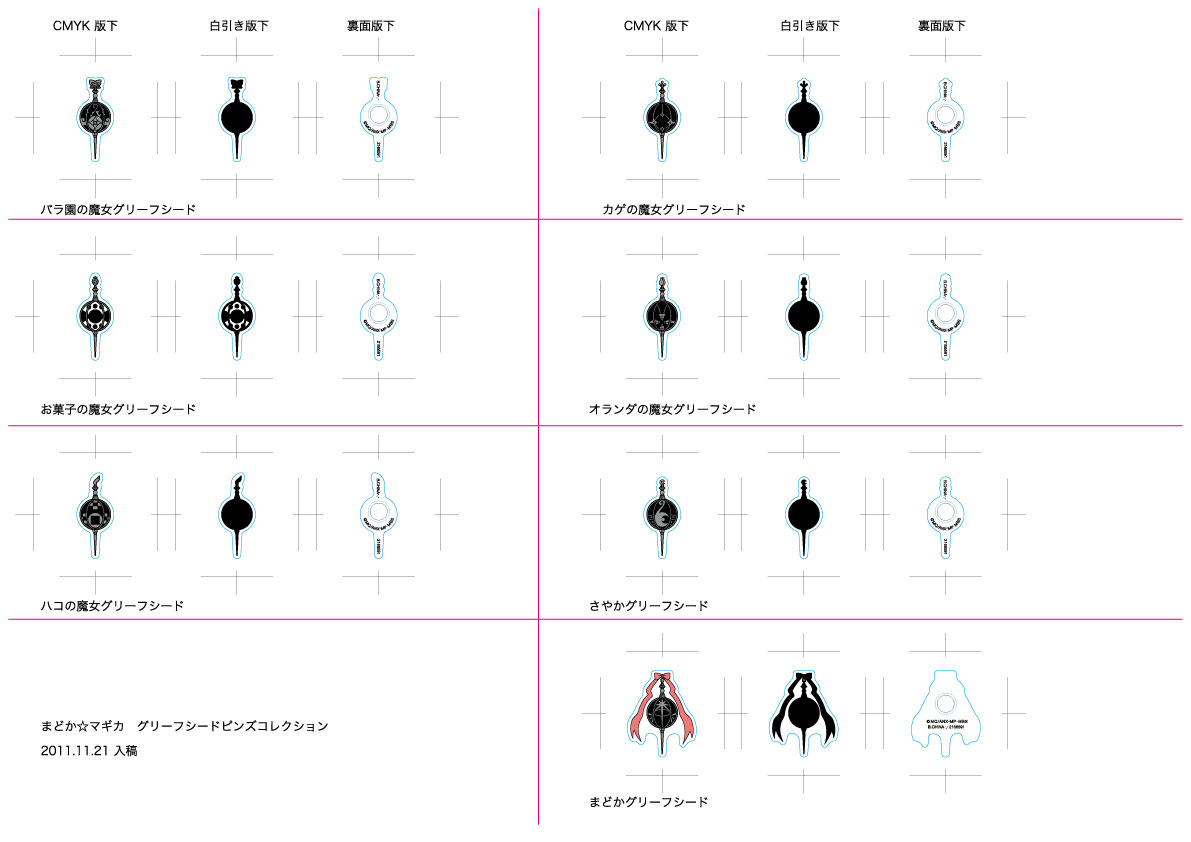 CMYK 版下
白引き版下
裏面版下
CMYK 版下
白引き版下
裏面版下
バラ園の魔女グリーフシード
カゲの魔女グリーフシード
お菓子の魔女グリーフシード
オランダの魔女グリーフシード
ハコの魔女グリーフシード
さやかグリーフシード
まどか☆マギカ　グリーフシードピンズコレクション
2011.11.21 入稿
まどかグリーフシード